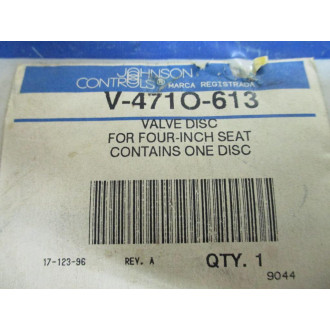 JOHNSON
CONTROLS® MARCA REGISTRADA
V-4710-613
VALVE DISC
FOR FOUR-INCH SEAT
CONTAINS ONE DISC
17-123-96 REV. A QTY. 1
9044